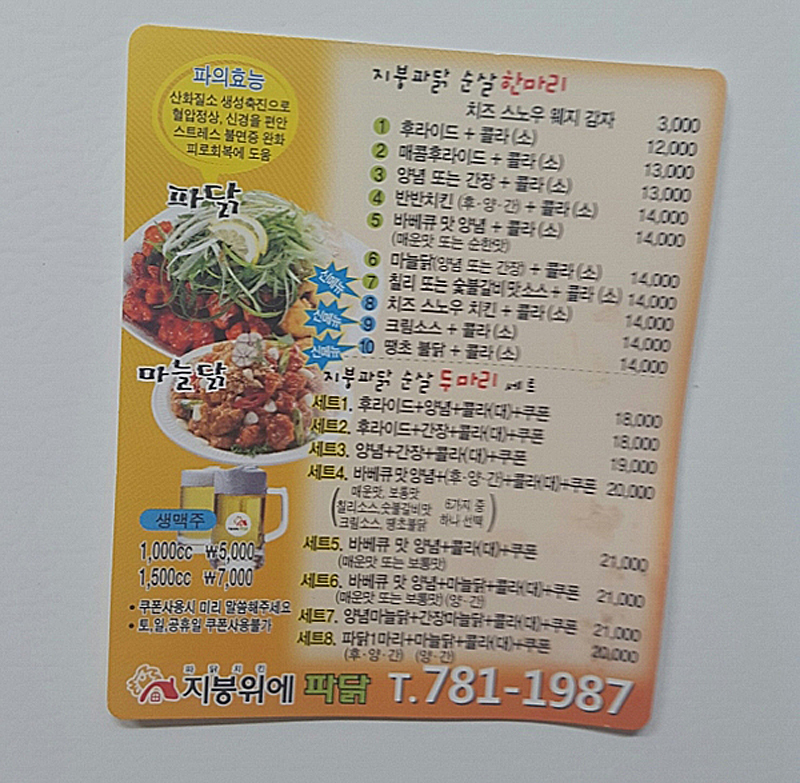 파의효능
산화질소 생성촉진으로
혈압정상, 신경을 편안
스트레스 불면증 완화
피로회복에 도움
파닭
마늘닭
생맥주
1,000cc ₩5,000
1,500cc ₩7,000
• 쿠폰사용시 미리 말씀해주세요
• 토,일,공휴일 쿠폰사용불가
지붕파닭 순살 한마리
치즈 스노우 웨지 감자 3,000
1 후라이드 + 콜라 (소) 12,000
2 매콤후라이드 + 콜라 (소) 13,000
3 양념 또는 간장 + 콜라 (소) 13,000
4 반반치킨 (후·양·간) + 콜라 (소) 14,000
5 바베큐 맛 양념 + 콜라 (소) 14,000
(매운맛 또는 순한맛)
6 마늘닭(양념 또는 간장) + 콜라 (소) 14,000
신메뉴 7 칠리 또는 숯불갈비맛소스 + 콜라 (소) 14,000
8 치즈 스노우 치킨 + 콜라 (소) 14,000
신메뉴 9 크림소스 + 콜라 (소) 14,000
신메뉴 10 땡초 불닭 + 콜라 (소) 14,000
지붕파닭 순살 두마리 세트
세트1. 후라이드+양념+콜라(대)+쿠폰 18,000
세트2. 후라이드+간장+콜라(대)+쿠폰 18,000
세트3. 양념+간장+콜라(대)+쿠폰 19,000
세트4. 바베큐맛양념+(후·양·간)+콜라(대)+쿠폰 20,000
(매운맛, 보통맛
칠리소스,숯불갈비맛 6가지 중
크림소스, 땡초불닭 하나 선택)
세트5. 바베큐 맛 양념+콜라(대)+쿠폰 21,000
(매운맛 또는 보통맛)
세트6. 바베큐 맛 양념+마늘닭+콜라(대)+쿠폰 21,000
(매운맛 또는 보통맛) (양·간)
세트7. 양념마늘닭+간장마늘닭+콜라(대)+쿠폰 21,000
세트8. 파닭1마리+마늘닭+콜라(대)+쿠폰 20,000
(후·양·간) (양·간)
파닭치킨
지붕위에 파닭 T.781-1987